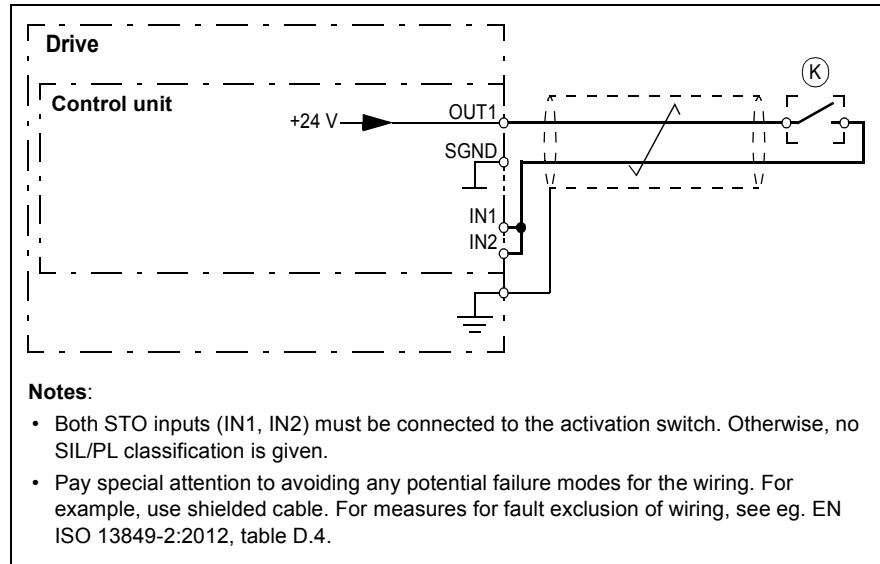 Drive
Control unit
K
+24 V
OUT1
SGND
IN1
IN2
Notes:
• Both STO inputs (IN1, IN2) must be connected to the activation switch. Otherwise, no
SIL/PL classification is given.
• Pay special attention to avoiding any potential failure modes for the wiring. For
example, use shielded cable. For measures for fault exclusion of wiring, see eg. EN
ISO 13849-2:2012, table D.4.